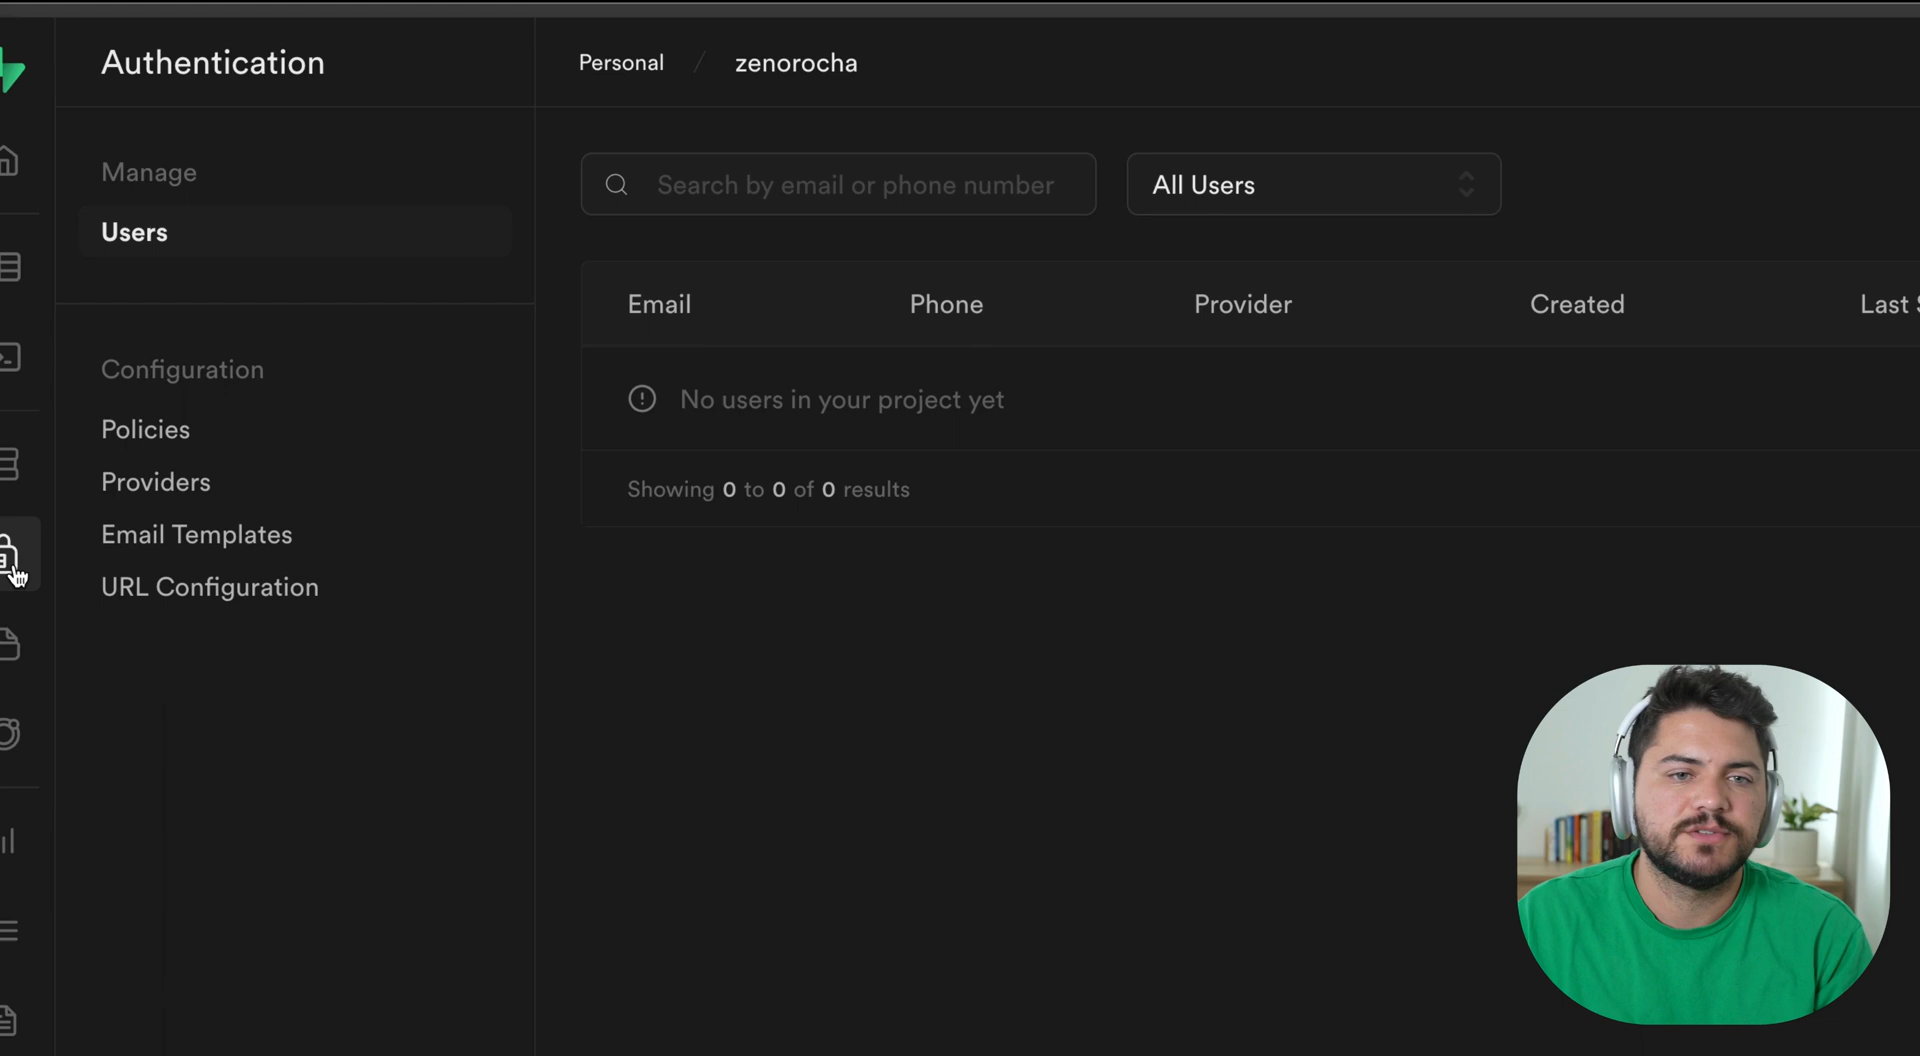 Authentication
Personal / zenorocha
Manage
Users
Configuration
Policies
Providers
Email Templates
URL Configuration
Search by email or phone number
All Users
Email Phone Provider Created Last
No users in your project yet
Showing 0 to 0 of 0 results